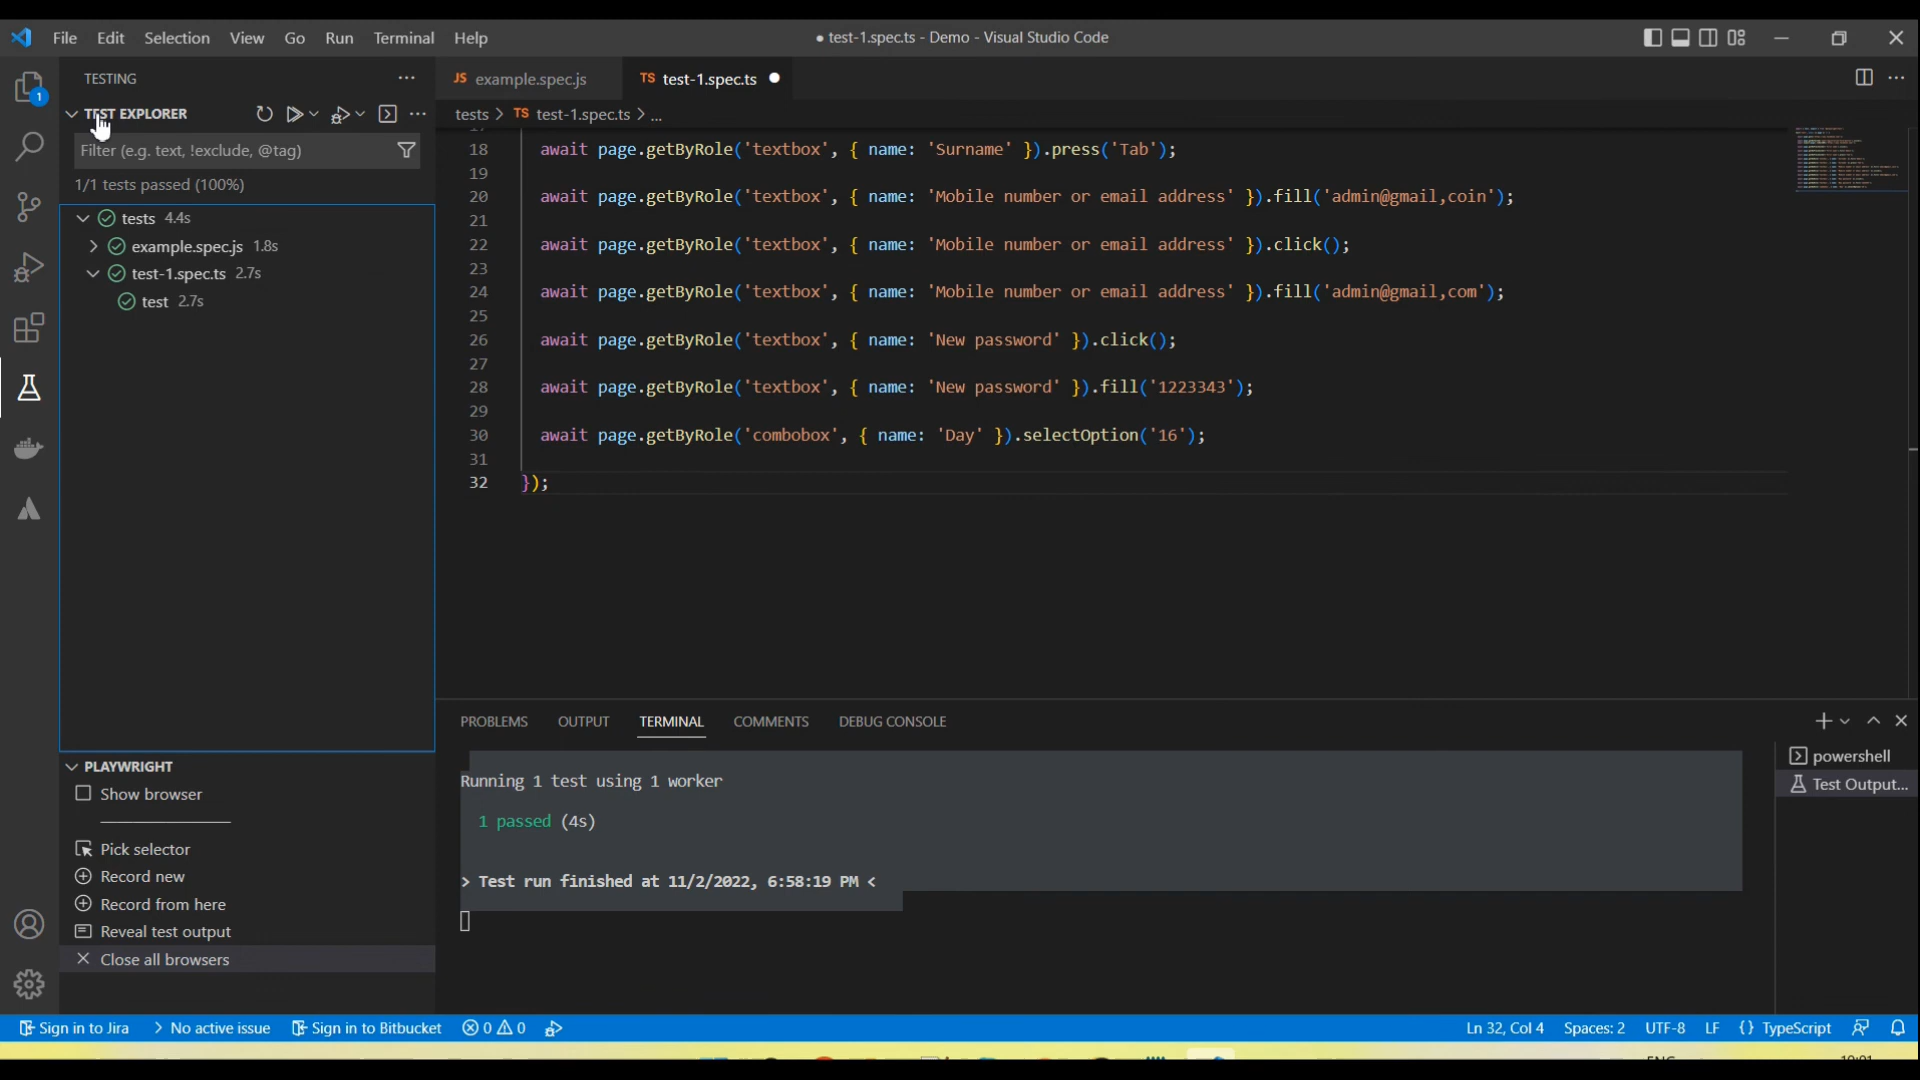 File Edit Selection View Go Run Terminal Help
● test-1.spec.ts - Demo - Visual Studio Code
1
TESTING
TEST EXPLORER
Filter (e.g. text, !exclude, @tag)
1/1 tests passed (100%)
tests 4.4s
example.spec.js 1.8s
test-1.spec.ts 2.7s
test 2.7s
PLAYWRIGHT
Show browser
Pick selector
Record new
Record from here
Reveal test output
Close all browsers
JS example.spec.js
TS test-1.spec.ts
tests > TS test-1.spec.ts > ...
18 await page.getByRole('textbox', { name: 'Surname' }).press('Tab');
19
20 await page.getByRole('textbox', { name: 'Mobile number or email address' }).fill('admin@gmail,coin');
21
22 await page.getByRole('textbox', { name: 'Mobile number or email address' }).click();
23
24 await page.getByRole('textbox', { name: 'Mobile number or email address' }).fill('admin@gmail,com');
25
26 await page.getByRole('textbox', { name: 'New password' }).click();
27
28 await page.getByRole('textbox', { name: 'New password' }).fill('1223343');
29
30 await page.getByRole('combobox', { name: 'Day' }).selectOption('16');
31
32 });
PROBLEMS OUTPUT TERMINAL COMMENTS DEBUG CONSOLE
Running 1 test using 1 worker
1 passed (4s)
> Test run finished at 11/2/2022, 6:58:19 PM <
powershell
Test Output...
Sign in to Jira > No active issue Sign in to Bitbucket 0 0
Ln 32, Col 4 Spaces: 2 UTF-8 LF {} TypeScript